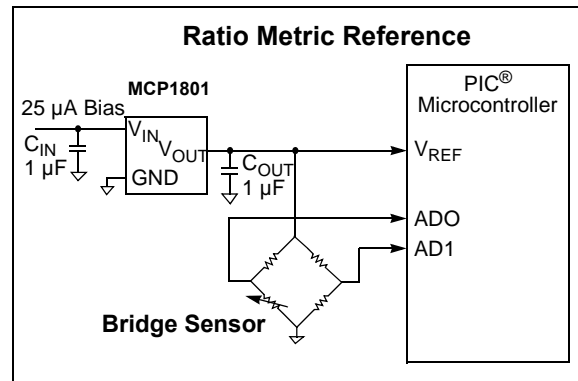 Ratio Metric Reference
MCP1801
PIC®
Microcontroller
25 µA Bias
VIN
VOUT
CIN
1 µF
GND
COUT
1 µF
VREF
ADO
AD1
Bridge Sensor